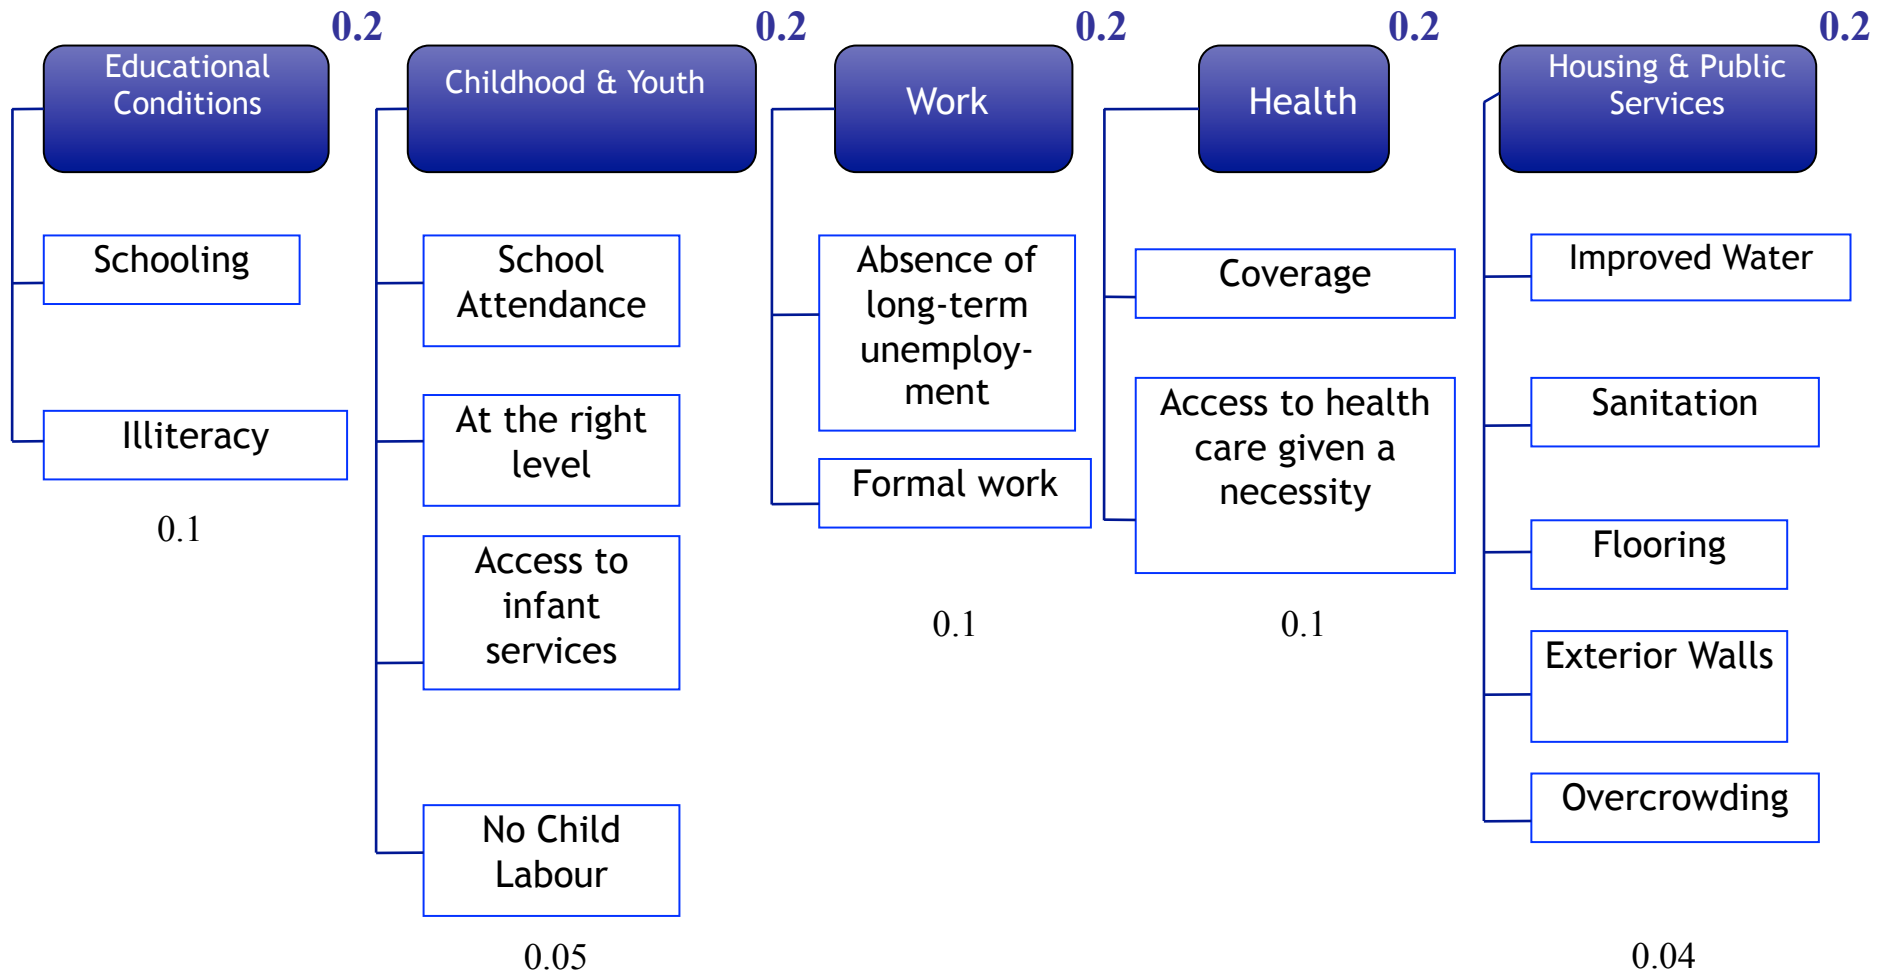 0.2
Educational
Conditions
Schooling
Illiteracy
0.1
0.2
Childhood & Youth
School
Attendance
At the right
level
Access to
infant
services
No Child
Labour
0.05
0.2
Work
Absence of
long-term
unemploy-
ment
Formal work
0.1
0.2
Health
Coverage
Access to health
care given a
necessity
0.1
0.2
Housing & Public
Services
Improved Water
Sanitation
Flooring
Exterior Walls
Overcrowding
0.04